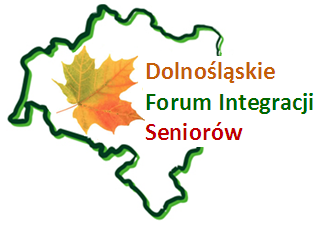 Dolnośląskie
Forum Integracji
Seniorów